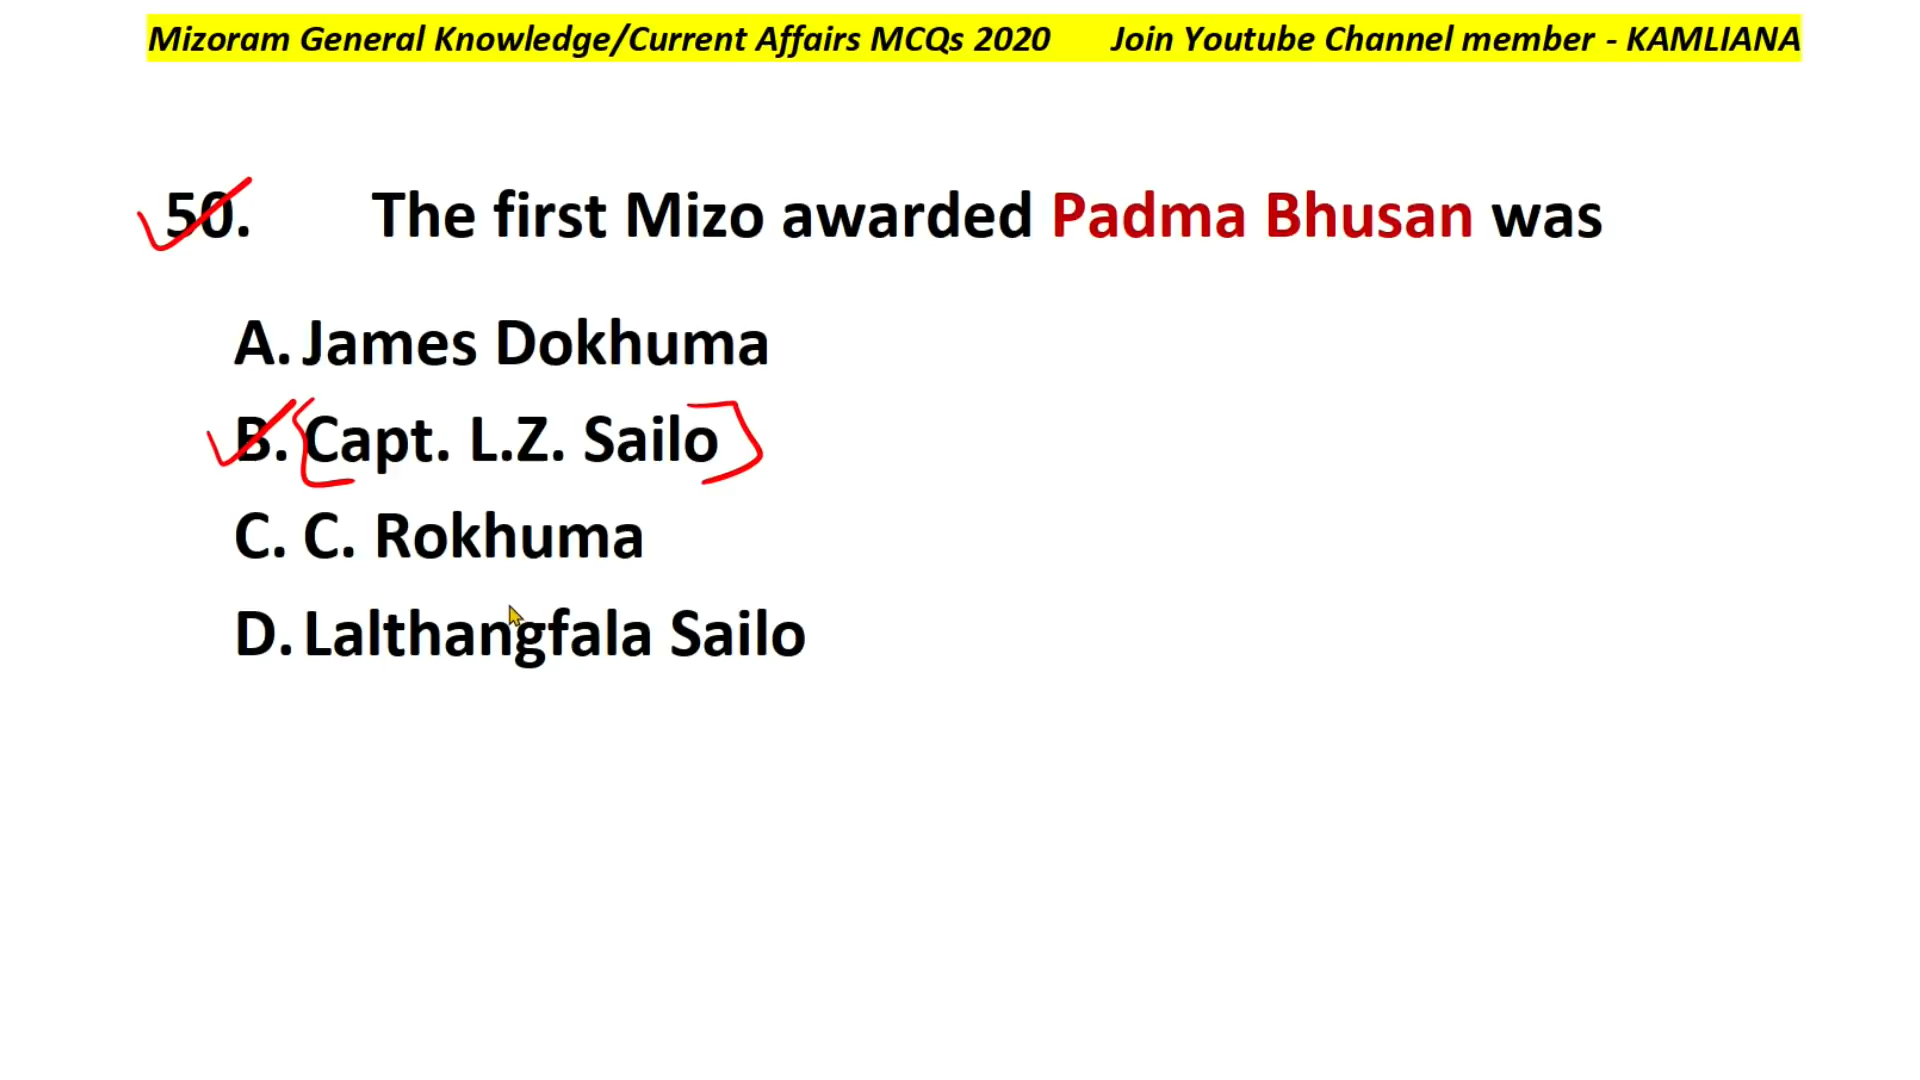 Mizoram General Knowledge/Current Affairs MCQs 2020 Join Youtube Channel member - KAMLIANA
50. The first Mizo awarded Padma Bhusan was
A. James Dokhuma
B. Capt. L.Z. Sailo
C. C. Rokhuma
D. Lalthangfala Sailo